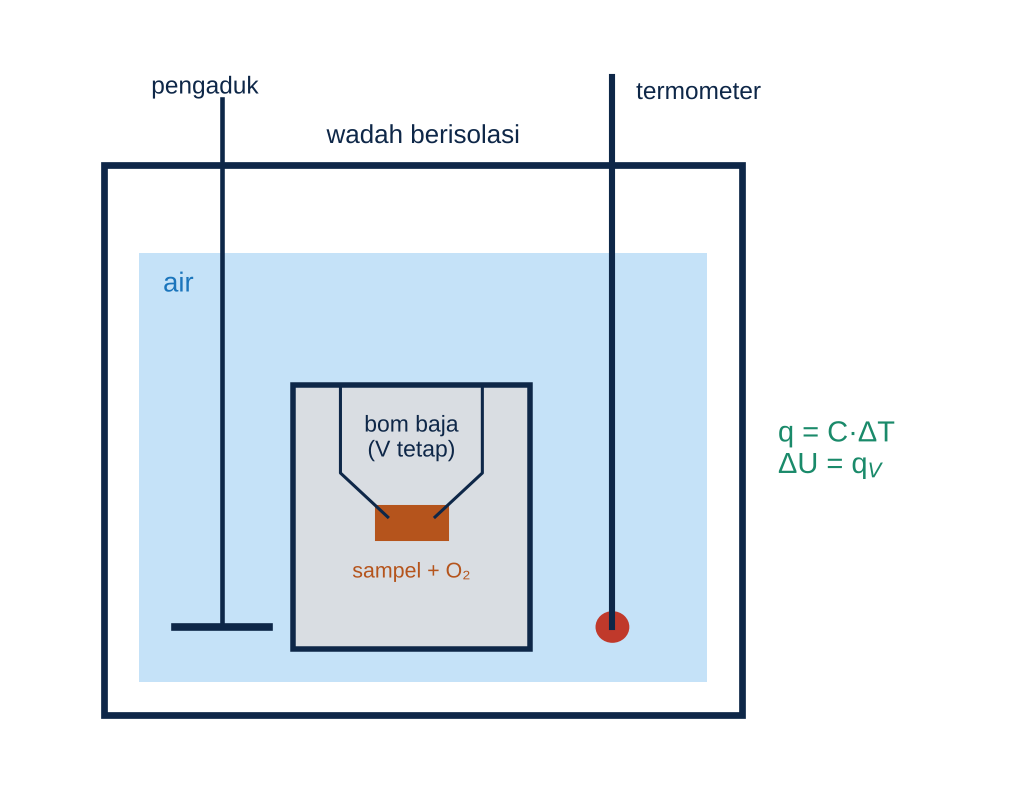 pengaduk
termometer
wadah berisolasi
air
bom baja
(V tetap)
sampel + O₂
q = C·ΔT
ΔU = qV